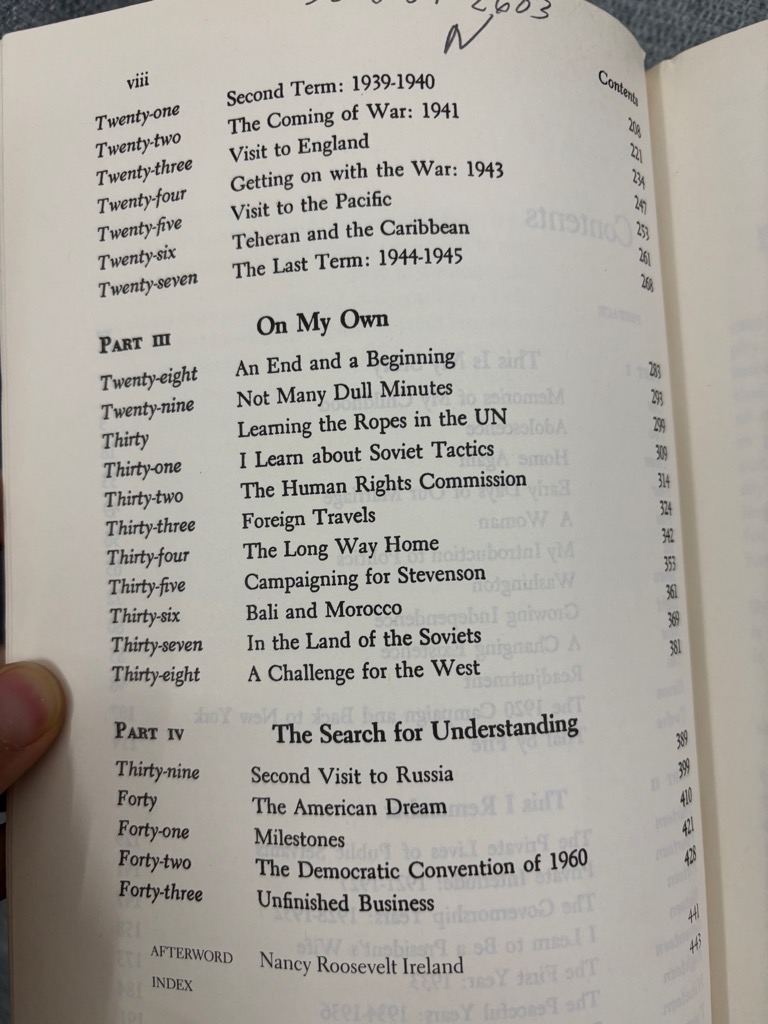 2603
N
viii Contents
Twenty-one Second Term: 1939-1940 208
Twenty-two The Coming of War: 1941 221
Twenty-three Visit to England 234
Twenty-four Getting on with the War: 1943 247
Twenty-five Visit to the Pacific 253
Twenty-six Teheran and the Caribbean 261
Twenty-seven The Last Term: 1944-1945 268
PART III On My Own
Twenty-eight An End and a Beginning 283
Twenty-nine Not Many Dull Minutes 293
Thirty Learning the Ropes in the UN 299
Thirty-one I Learn about Soviet Tactics 309
Thirty-two The Human Rights Commission 314
Thirty-three Foreign Travels 324
Thirty-four The Long Way Home 342
Thirty-five Campaigning for Stevenson 353
Thirty-six Bali and Morocco 361
Thirty-seven In the Land of the Soviets 369
Thirty-eight A Challenge for the West 381
PART IV The Search for Understanding
Thirty-nine Second Visit to Russia 389
Forty The American Dream 399
Forty-one Milestones 410
Forty-two The Democratic Convention of 1960 421
Forty-three Unfinished Business 428
AFTERWORD Nancy Roosevelt Ireland 441
INDEX 443